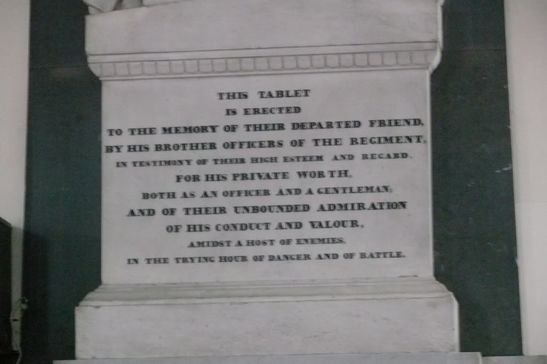 THIS TABLET
IS ERECTED
TO THE MEMORY OF THEIR DEPARTED FRIEND,
BY HIS BROTHER OFFICERS OF THE REGIMENT,
IN TESTIMONY OF THEIR HIGH ESTEEM AND REGARD,
FOR HIS PRIVATE WORTH,
BOTH AS AN OFFICER AND A GENTLEMAN;
AND OF THEIR UNBOUNDED ADMIRATION
OF HIS CONDUCT AND VALOUR,
AMIDST A HOST OF ENEMIES,
IN THE TRYING HOUR OF DANGER AND OF BATTLE.